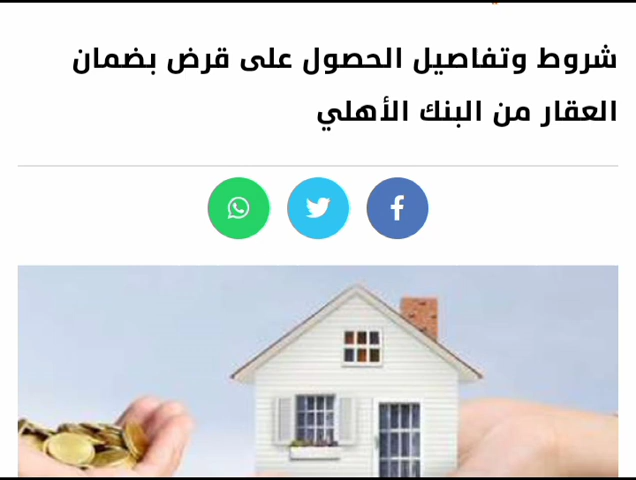 شروط وتفاصيل الحصول على قرض بضمان
العقار من البنك الأهلي